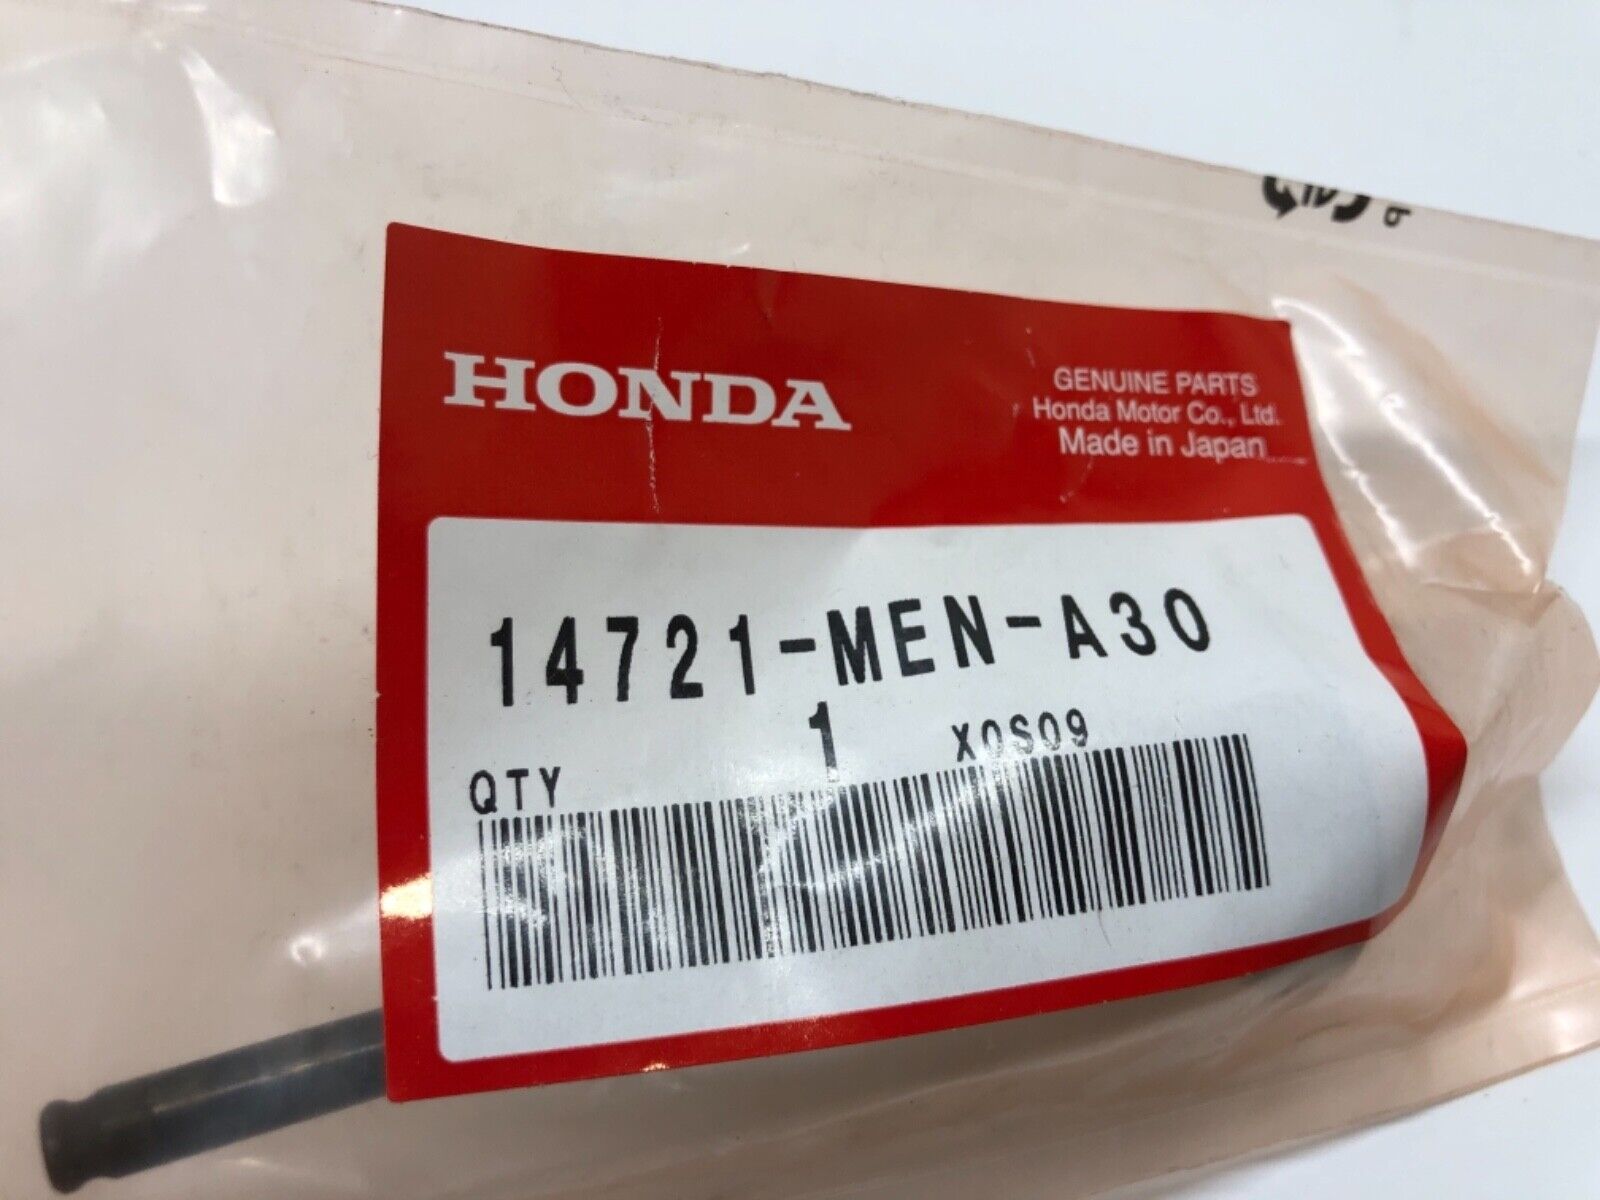 HONDA
GENUINE PARTS
Honda Motor Co., Ltd.
Made in Japan
14721-MEN-A30
1 X0S09
QTY